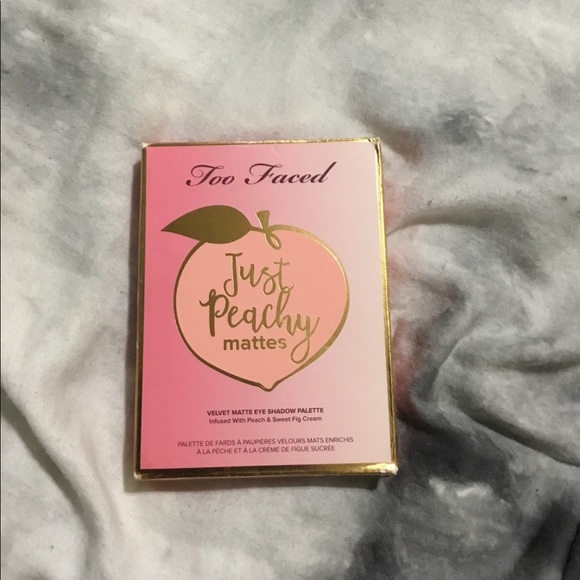 Too Faced
Just
Peachy
mattes
VELVET MATTE EYE SHADOW PALETTE
Infused With Peach & Sweet Fig Cream
PALETTE DE FARDS À PAUPIÈRES VELOURS MATS ENRICHIS
À LA PÊCHE ET À LA CRÈME DE FIGUE SUCRÉE